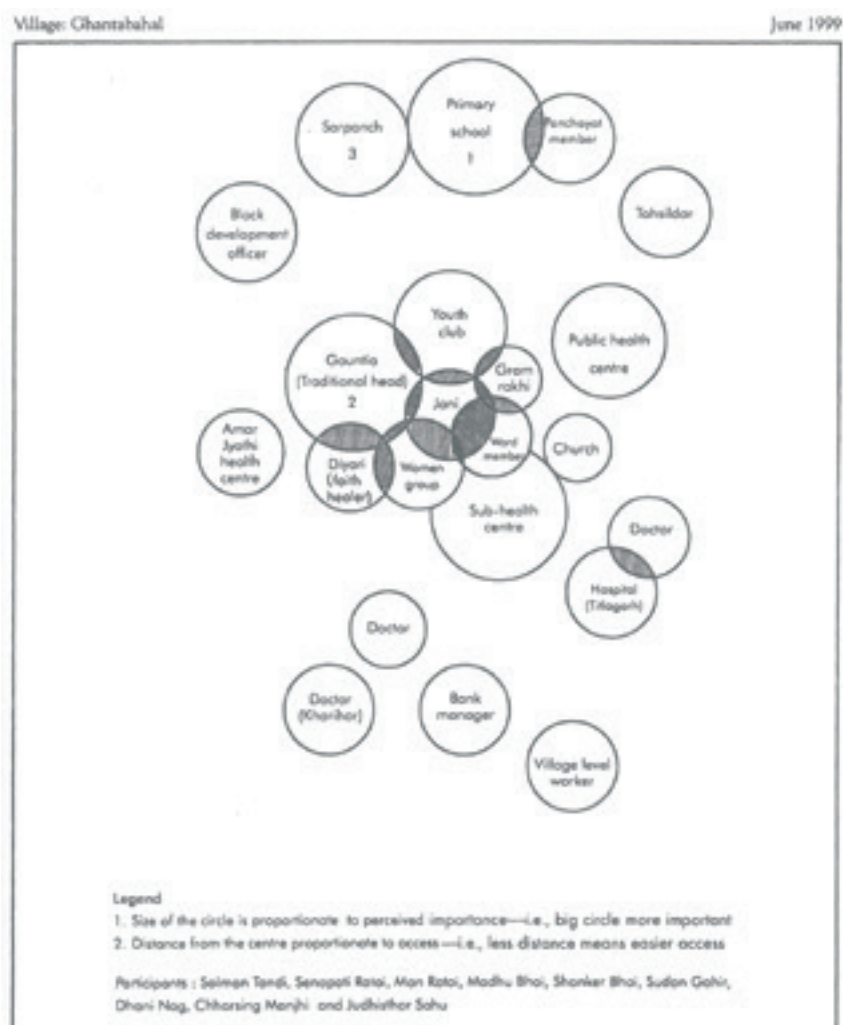 Village: Ghantabahal
June 1999
Sarpanch
3
Primary
school
1
Panchayat
member
Tahsildar
Block
development
officer
Youth
club
Public health
centre
Gountia
(Traditional head)
2
Gram
rakhi
Jani
Amar
Jyothi
health
centre
Diyari
(faith
healer)
Women
group
Ward
member
Church
Sub-health
centre
Doctor
Hospital
(Titlagarh)
Doctor
Doctor
(Kharihar)
Bank
manager
Village level
worker
Legend
1. Size of the circle is proportionate to perceived importance—i.e., big circle more important
2. Distance from the centre proportionate to access—i.e., less distance means easier access
Participants : Salman Tandi, Senapati Ratai, Man Ratai, Madhu Bhoi, Shanker Bhoi, Sudan Gahir,
Dhani Nag, Chharsing Manjhi and Judhisthar Sahu